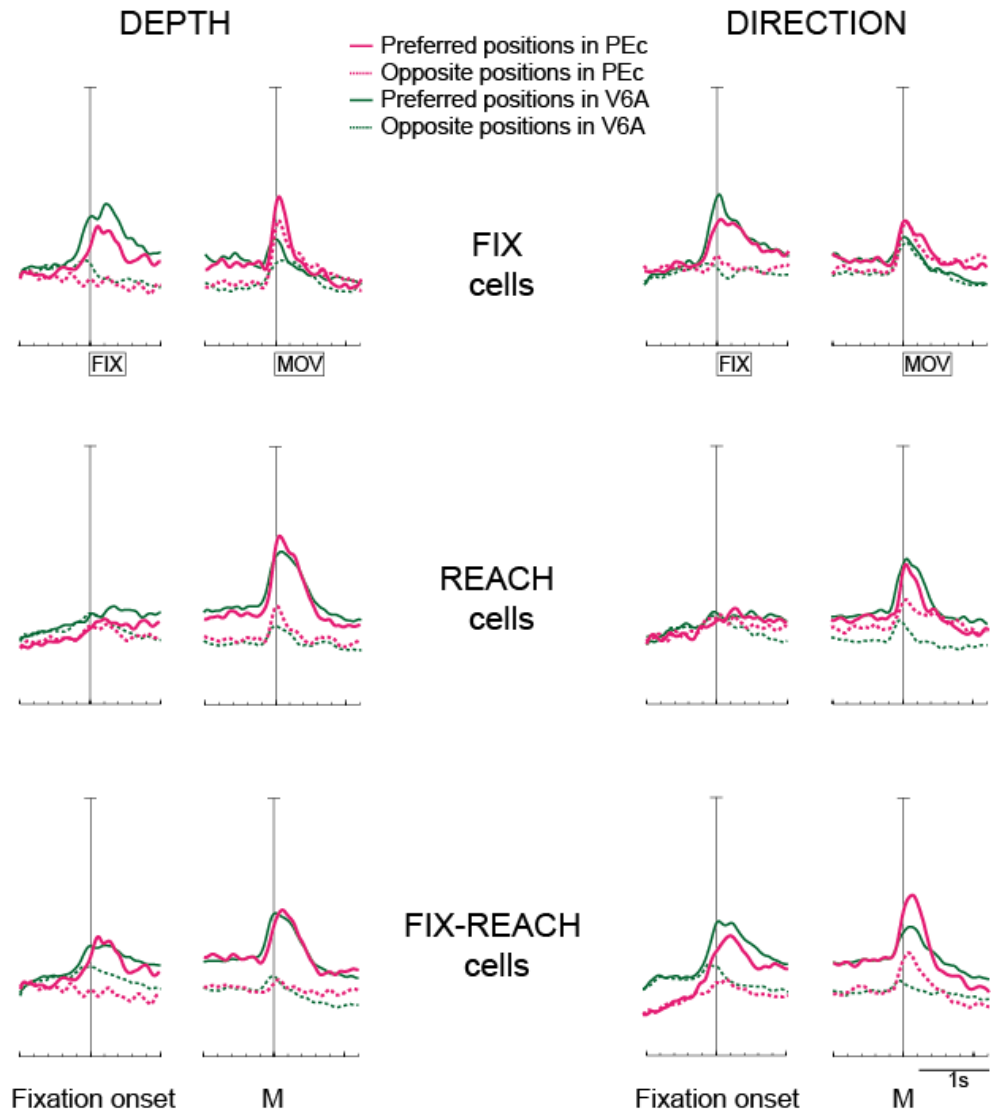 DEPTH
DIRECTION
Preferred positions in PEc
Opposite positions in PEc
Preferred positions in V6A
Opposite positions in V6A
FIX
cells
FIX
MOV
FIX
MOV
REACH
cells
FIX-REACH
cells
1s
Fixation onset
M
Fixation onset
M